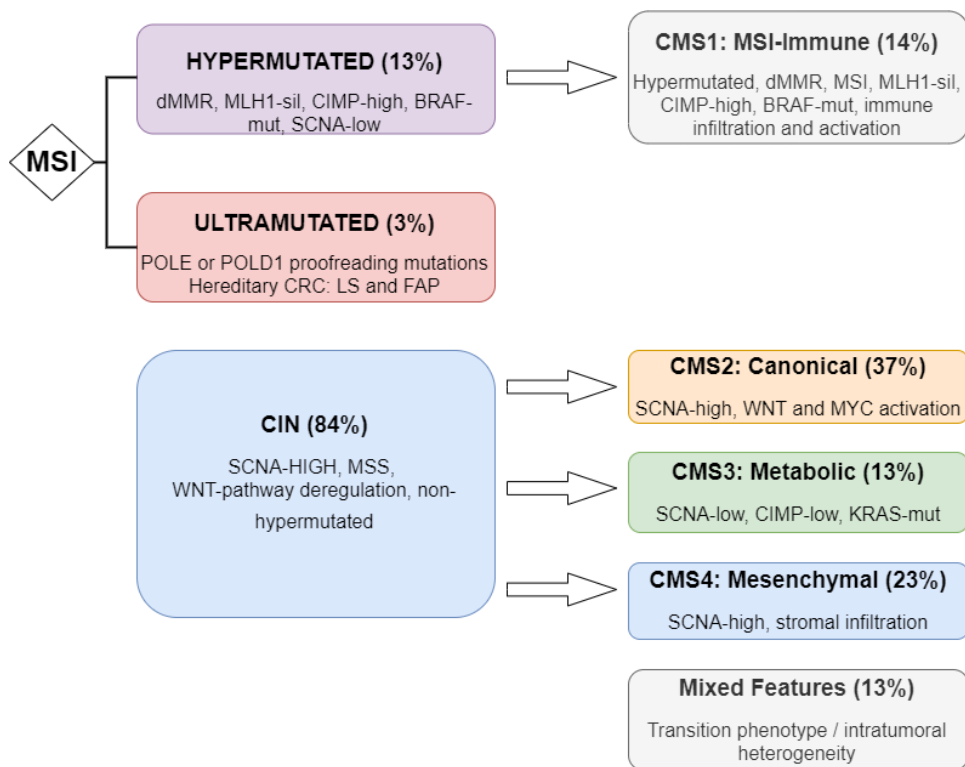 MSI
HYPERMUTATED (13%)
dMMR, MLH1-sil, CIMP-high, BRAF-
mut, SCNA-low
CMS1: MSI-Immune (14%)
Hypermutated, dMMR, MSI, MLH1-sil,
CIMP-high, BRAF-mut, immune
infiltration and activation
ULTRAMUTATED (3%)
POLE or POLD1 proofreading mutations
Hereditary CRC: LS and FAP
CIN (84%)
SCNA-HIGH, MSS,
WNT-pathway deregulation, non-
hypermutated
CMS2: Canonical (37%)
SCNA-high, WNT and MYC activation
CMS3: Metabolic (13%)
SCNA-low, CIMP-low, KRAS-mut
CMS4: Mesenchymal (23%)
SCNA-high, stromal infiltration
Mixed Features (13%)
Transition phenotype / intratumoral
heterogeneity